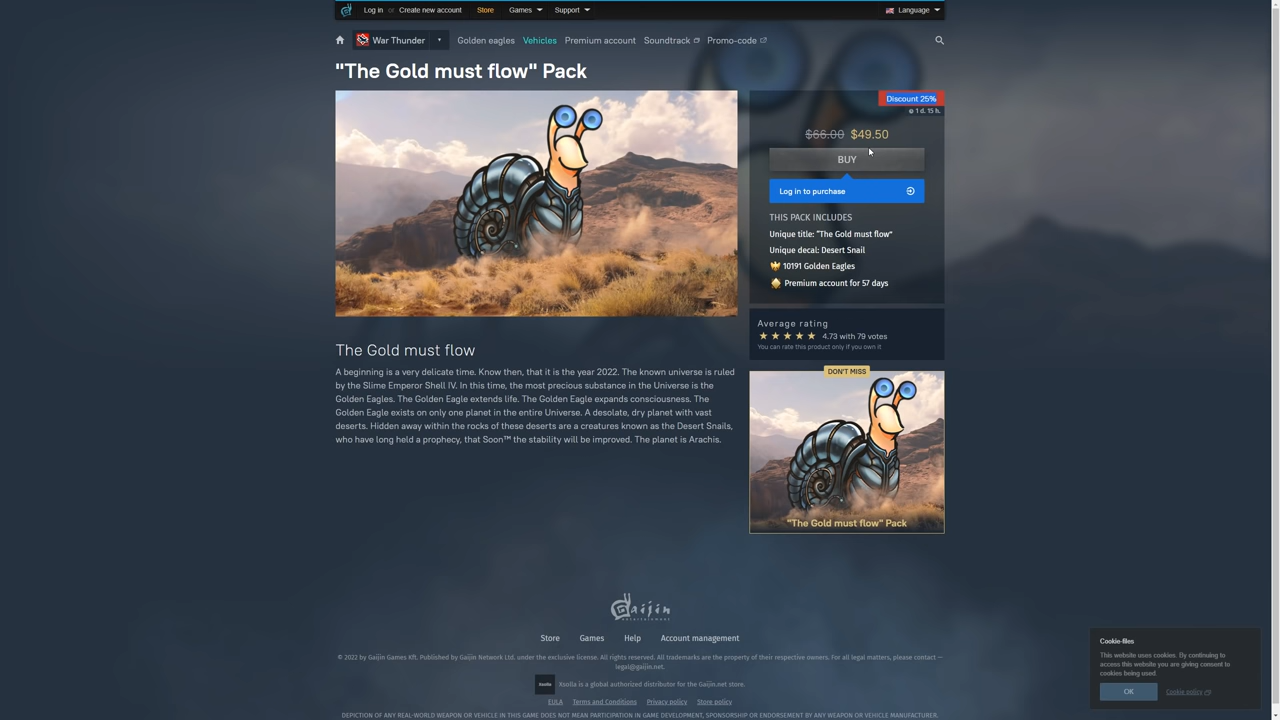 Log in or Create new account Store Games Support Language
War Thunder Golden eagles Vehicles Premium account Soundtrack Promo-code
"The Gold must flow" Pack
Discount 25%
1 d. 15 h.
$66.00 $49.50
BUY
Log in to purchase
THIS PACK INCLUDES
Unique title: "The Gold must flow"
Unique decal: Desert Snail
10191 Golden Eagles
Premium account for 57 days
Average rating
4.73 with 79 votes
You can rate this product only if you own it
The Gold must flow
A beginning is a very delicate time. Know then, that it is the year 2022. The known universe is ruled
by the Slime Emperor Shell IV. In this time, the most precious substance in the Universe is the
Golden Eagles. The Golden Eagle extends life. The Golden Eagle expands consciousness. The
Golden Eagle exists on only one planet in the entire Universe. A desolate, dry planet with vast
deserts. Hidden away within the rocks of these deserts are a creatures known as the Desert Snails,
who have long held a prophecy, that Soon™ the stability will be improved. The planet is Arachis.
DON'T MISS
"The Gold must flow" Pack
Gaijin
Store Games Help Account management
© 2022 by Gaijin Games Kft. Published by Gaijin Network Ltd. under the exclusive license. All rights reserved. All trademarks are the property of their respective owners. For all legal matters, please contact —
legal@gaijin.net.
Xsolla Xsolla is a global authorized distributor for the Gaijin.net store.
EULA Terms and Conditions Privacy policy Store policy
DEPICTION OF ANY REAL-WORLD WEAPON OR VEHICLE IN THIS GAME DOES NOT MEAN PARTICIPATION IN GAME DEVELOPMENT, SPONSORSHIP OR ENDORSEMENT BY ANY WEAPON OR VEHICLE MANUFACTURER.
Cookie-files
This website uses cookies. By continuing to
access this website you are giving consent to
cookies being used
OK Cookie policy